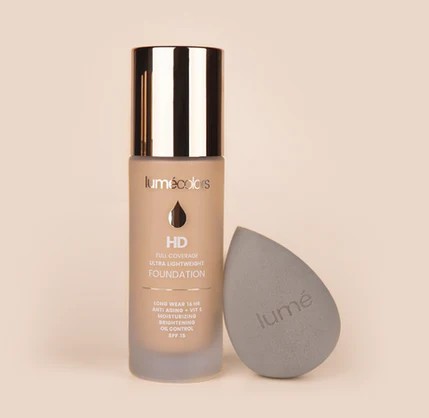 lumécolors
HD
FULL COVERAGE
ULTRA LIGHTWEIGHT
FOUNDATION
LONG WEAR 16 HR
ANTI AGING + VIT E
MOISTURIZING
BRIGHTENING
OIL CONTROL
SPF 15
lumé